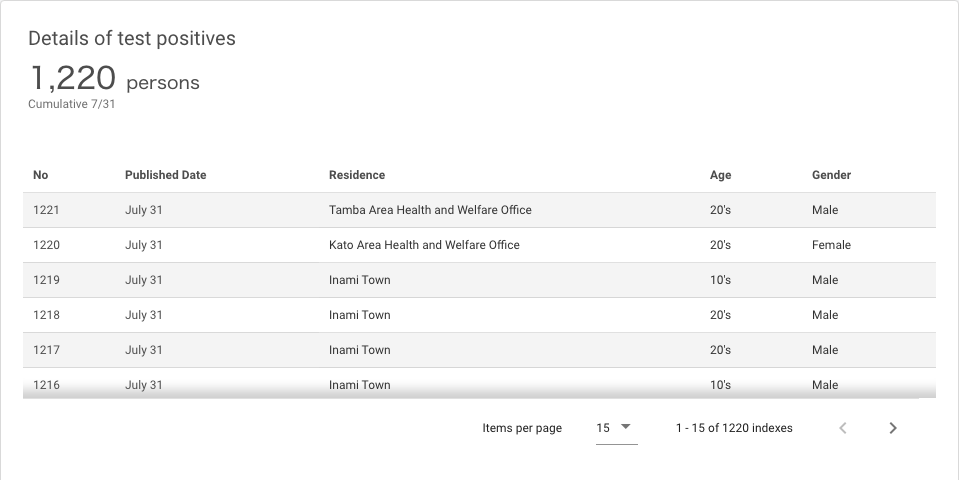 Details of test positives
1,220 persons
Cumulative 7/31
No Published Date Residence Age Gender
1221 July 31 Tamba Area Health and Welfare Office 20's Male
1220 July 31 Kato Area Health and Welfare Office 20's Female
1219 July 31 Inami Town 10's Male
1218 July 31 Inami Town 20's Male
1217 July 31 Inami Town 20's Male
1216 July 31 Inami Town 10's Male
Items per page 15 1 - 15 of 1220 indexes